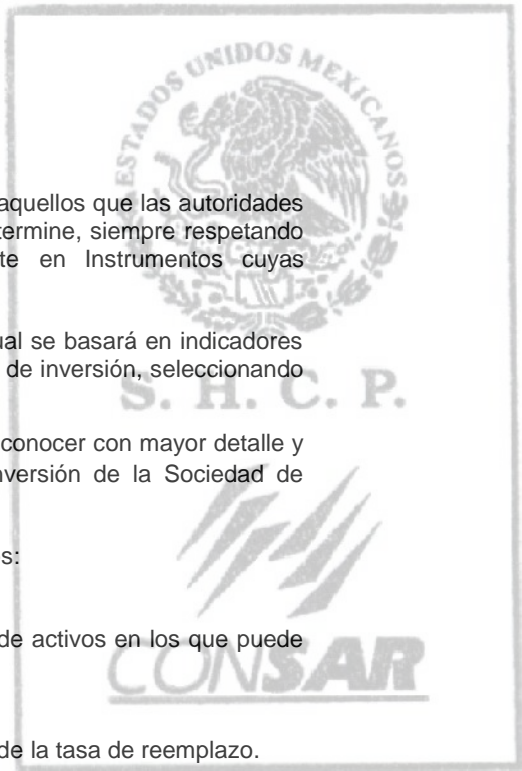 ESTADOS UNIDOS MEXICANOS
aquellos que las autoridades
termine, siempre respetando
te en Instrumentos cuyas
ual se basará en indicadores
de inversión, seleccionando
S. H. C. P.
conocer con mayor detalle y
nversión de la Sociedad de
s:
de activos en los que puede
CONSAR
de la tasa de reemplazo.